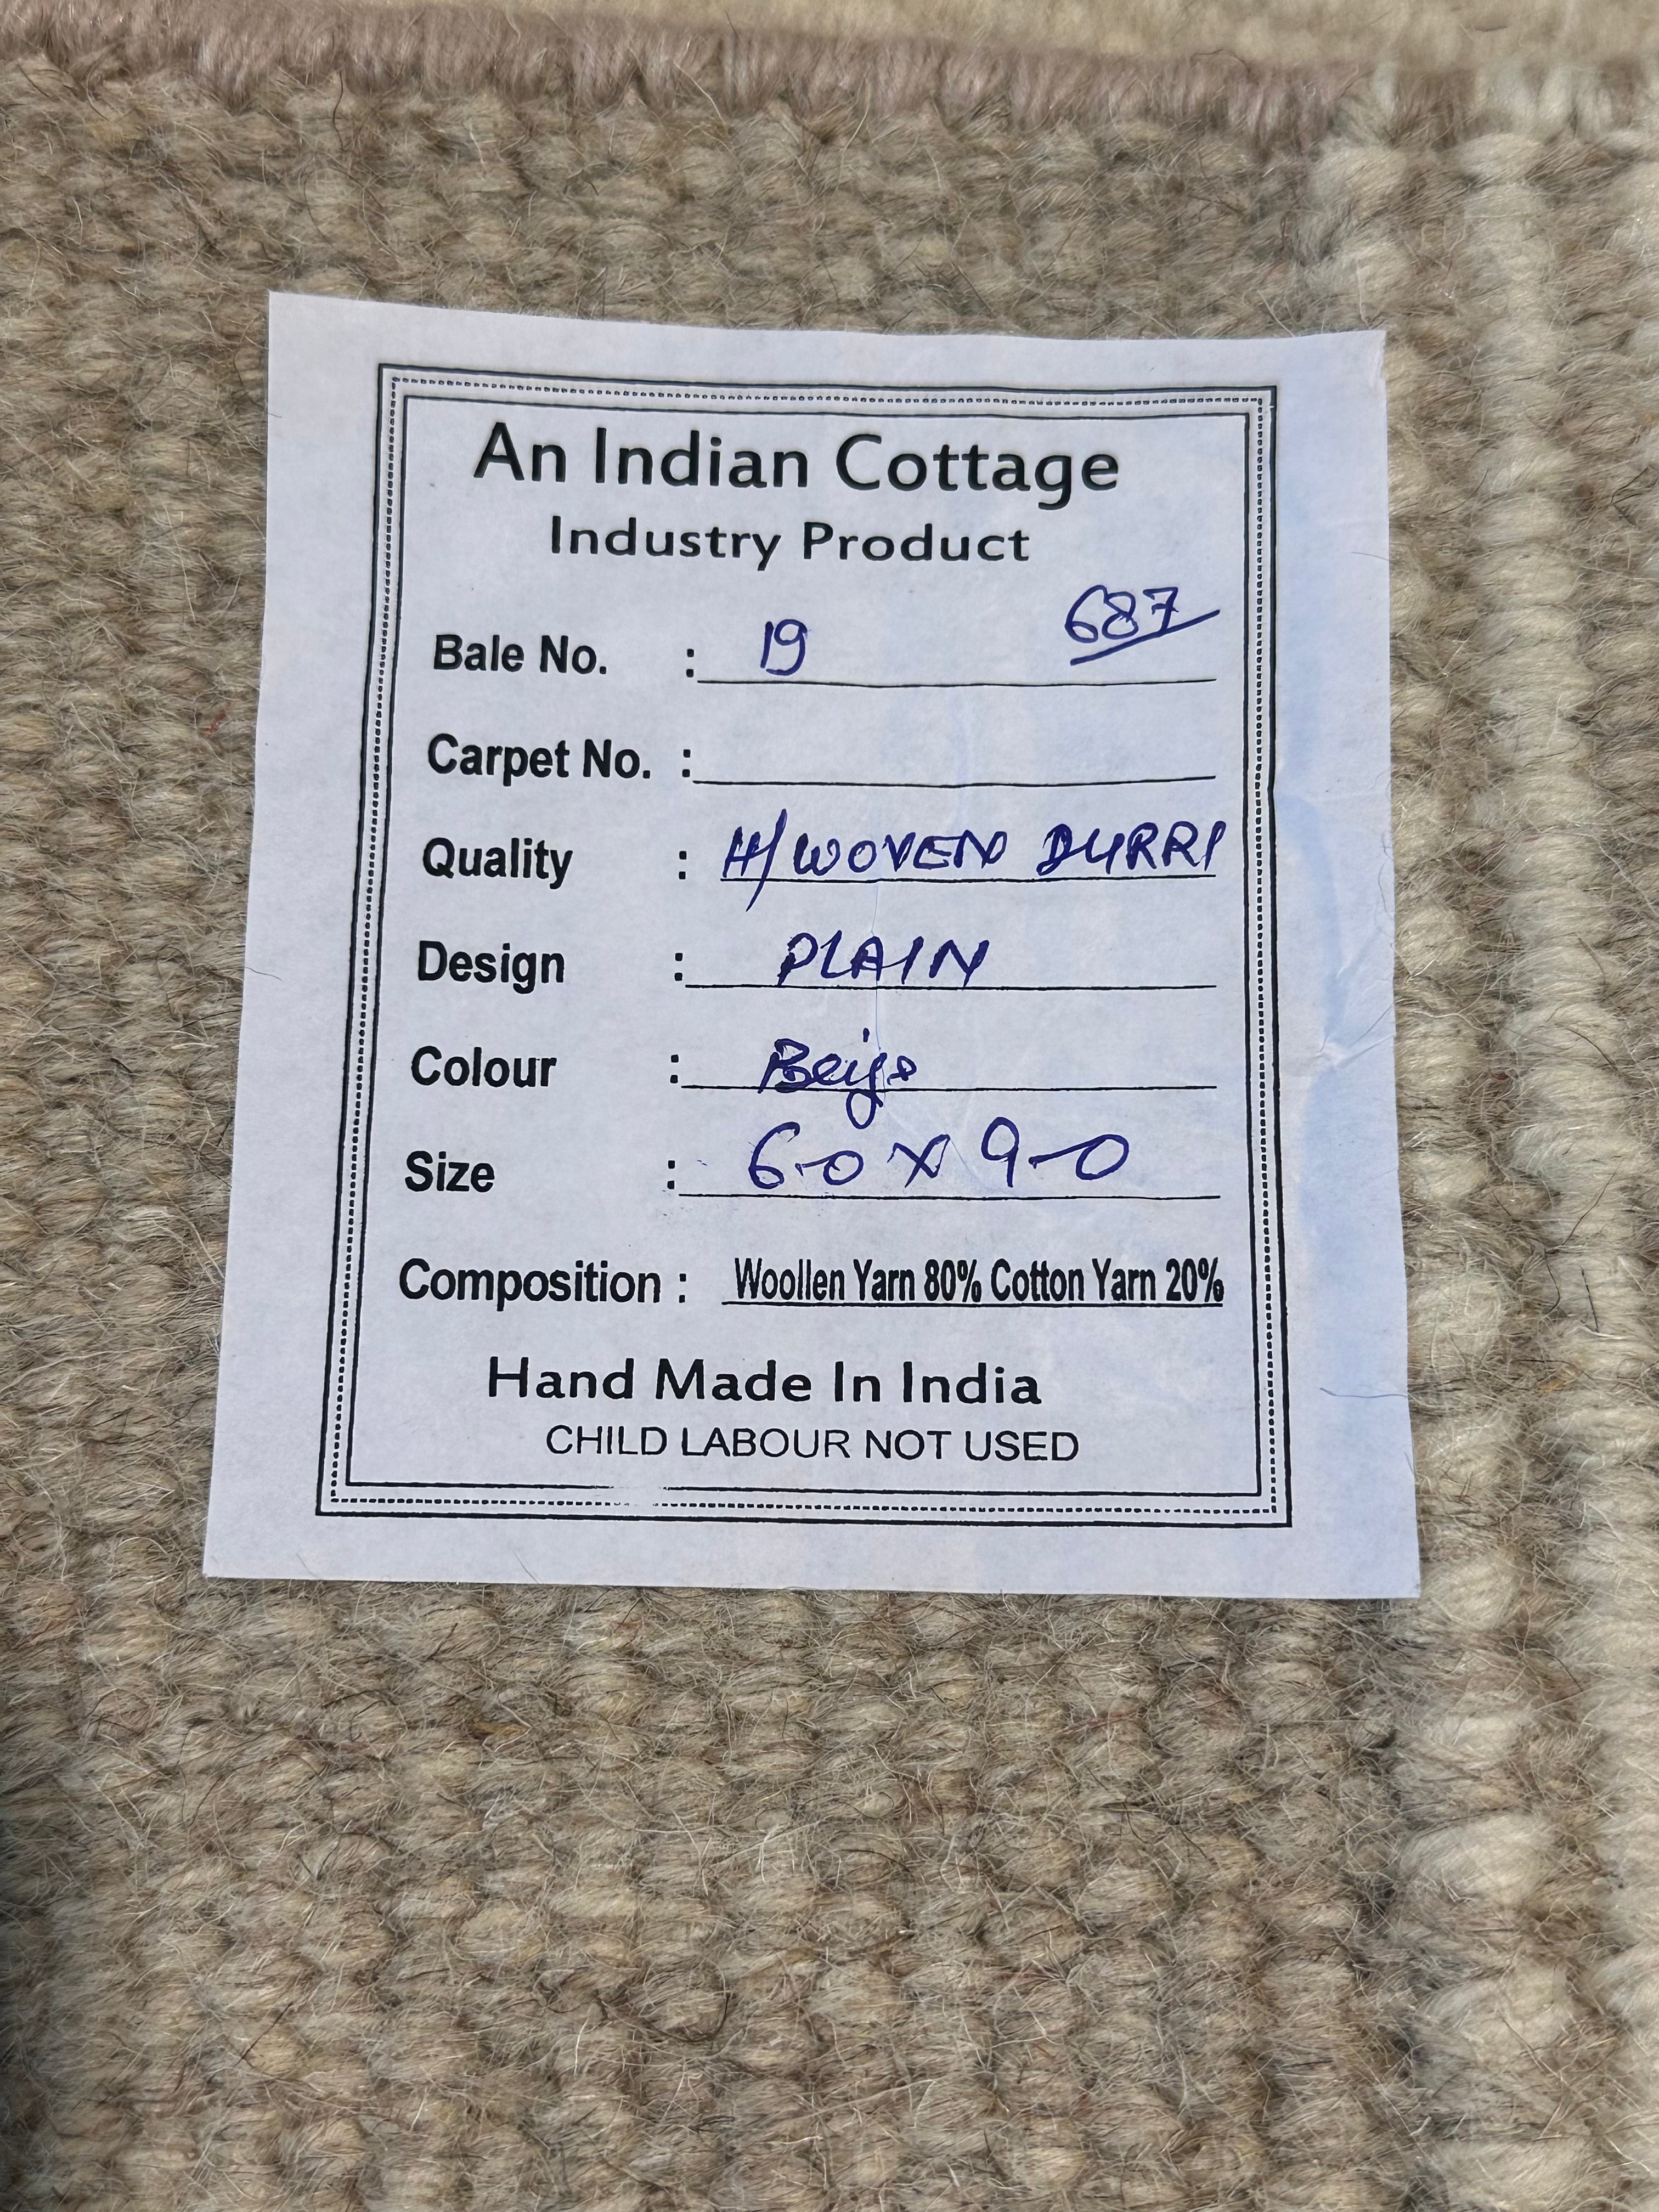 An Indian Cottage
Industry Product
687
Bale No. : 19
Carpet No. :
Quality : H/WOVEN DURRI
Design : PLAIN
Colour : Beige
Size : 6-0 x 9-0
Composition : Woollen Yarn 80% Cotton Yarn 20%
Hand Made In India
CHILD LABOUR NOT USED